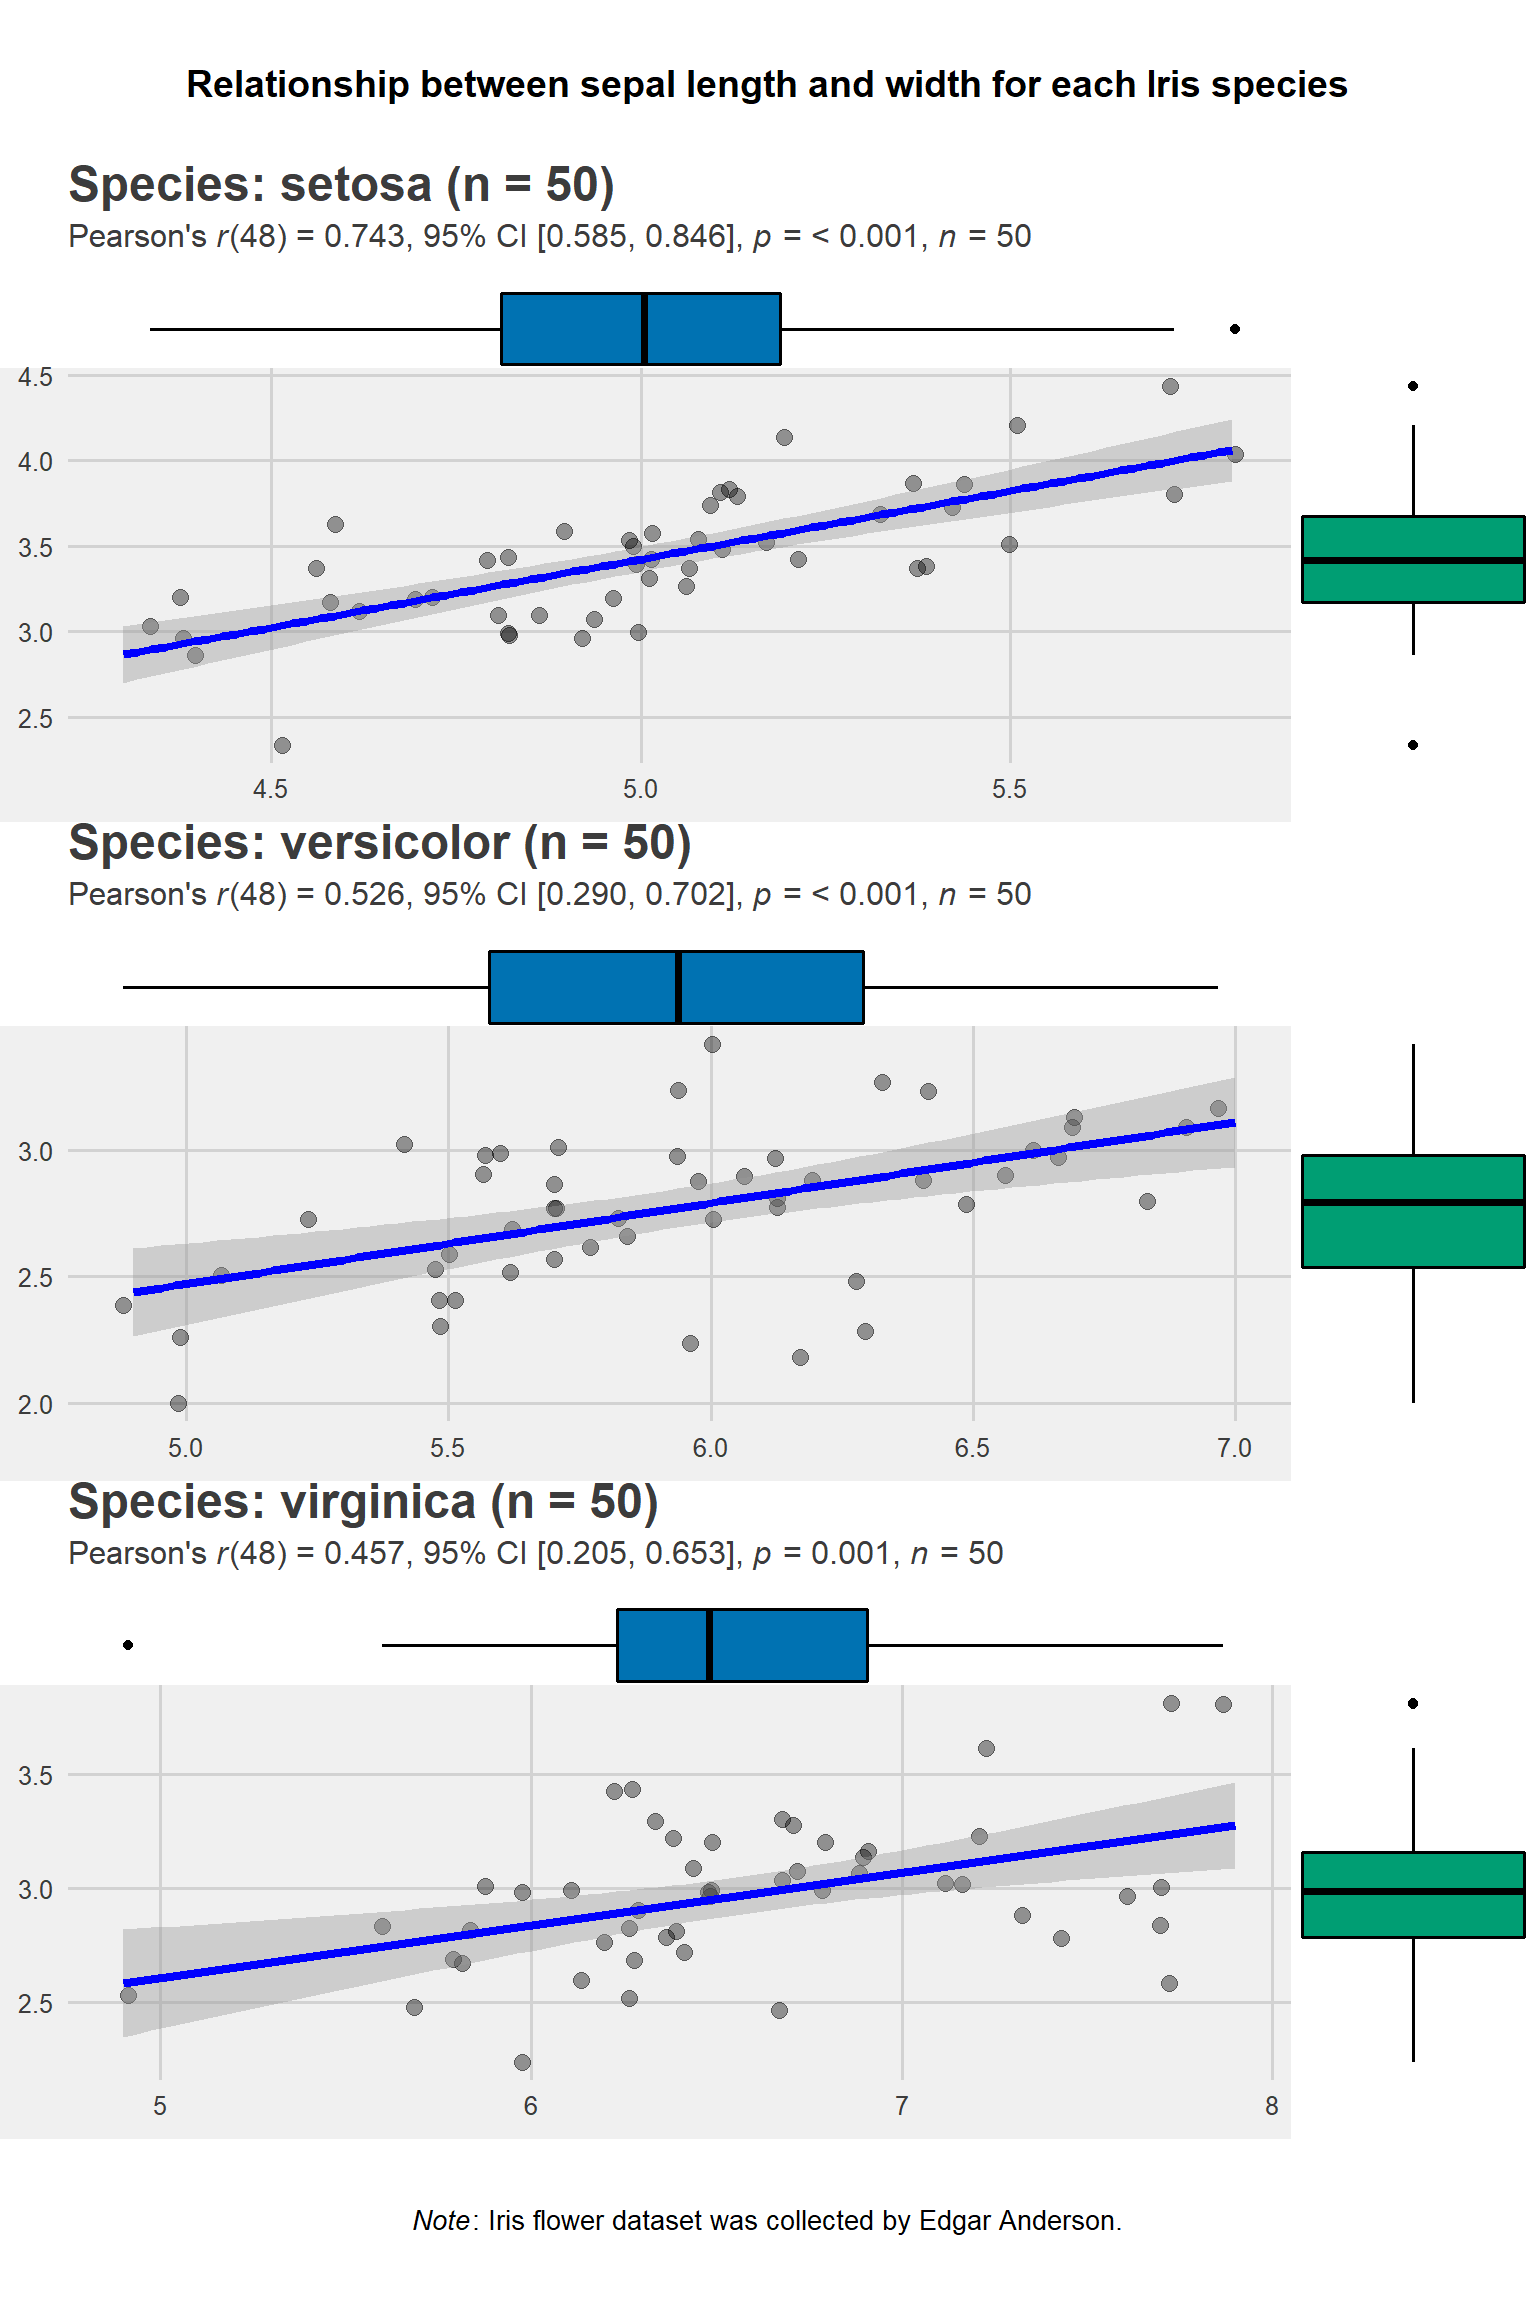 Relationship between sepal length and width for each Iris species
Species: setosa (n = 50)
Pearson's r(48) = 0.743, 95% CI [0.585, 0.846], p = < 0.001, n = 50
4.5
4.0
3.5
3.0
2.5
4.5 5.0 5.5
Species: versicolor (n = 50)
Pearson's r(48) = 0.526, 95% CI [0.290, 0.702], p = < 0.001, n = 50
3.0
2.5
2.0
5.0 5.5 6.0 6.5 7.0
Species: virginica (n = 50)
Pearson's r(48) = 0.457, 95% CI [0.205, 0.653], p = 0.001, n = 50
3.5
3.0
2.5
5 6 7 8
Note: Iris flower dataset was collected by Edgar Anderson.